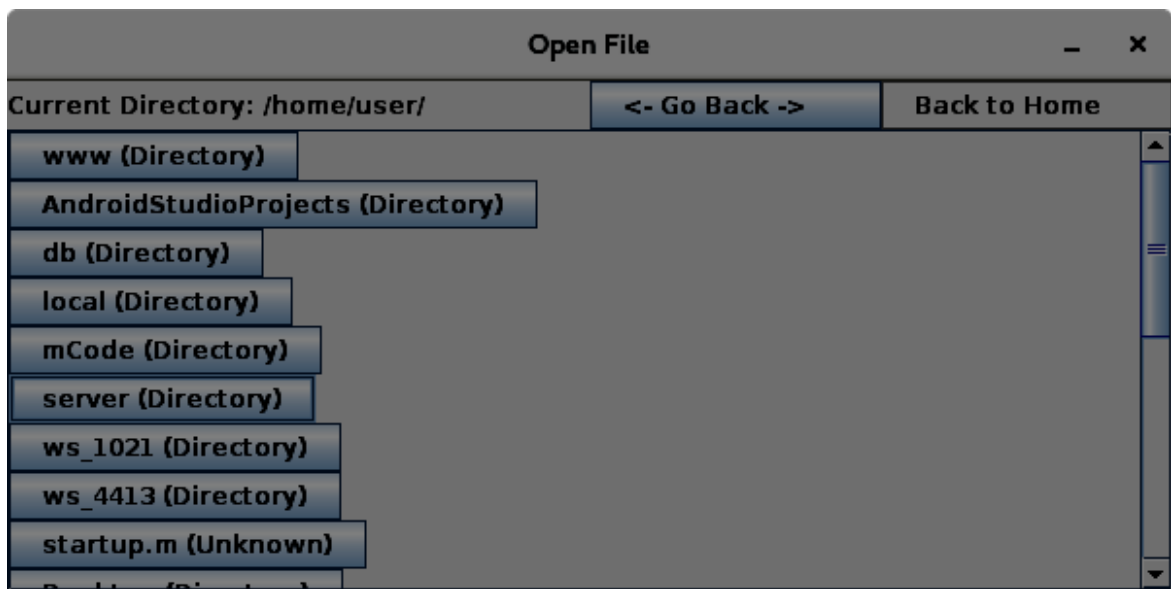 Open File
Current Directory: /home/user/ <- Go Back -> Back to Home
www (Directory)
AndroidStudioProjects (Directory)
db (Directory)
local (Directory)
mCode (Directory)
server (Directory)
ws_1021 (Directory)
ws_4413 (Directory)
startup.m (Unknown)